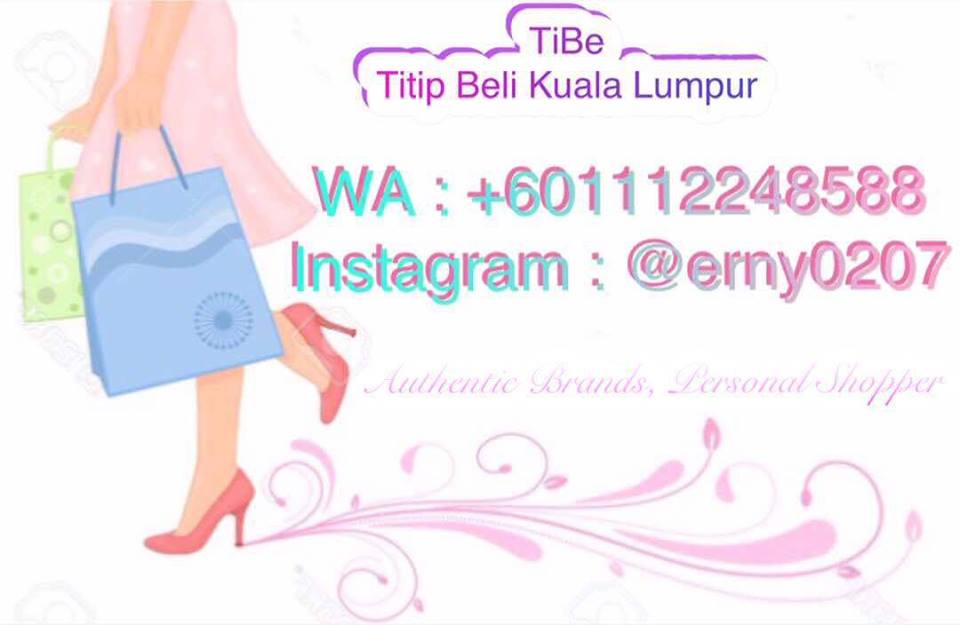 TiBe
Titip Beli Kuala Lumpur
WA : +601112248588
Instagram : @erny0207
Authentic Brands, Personal Shopper